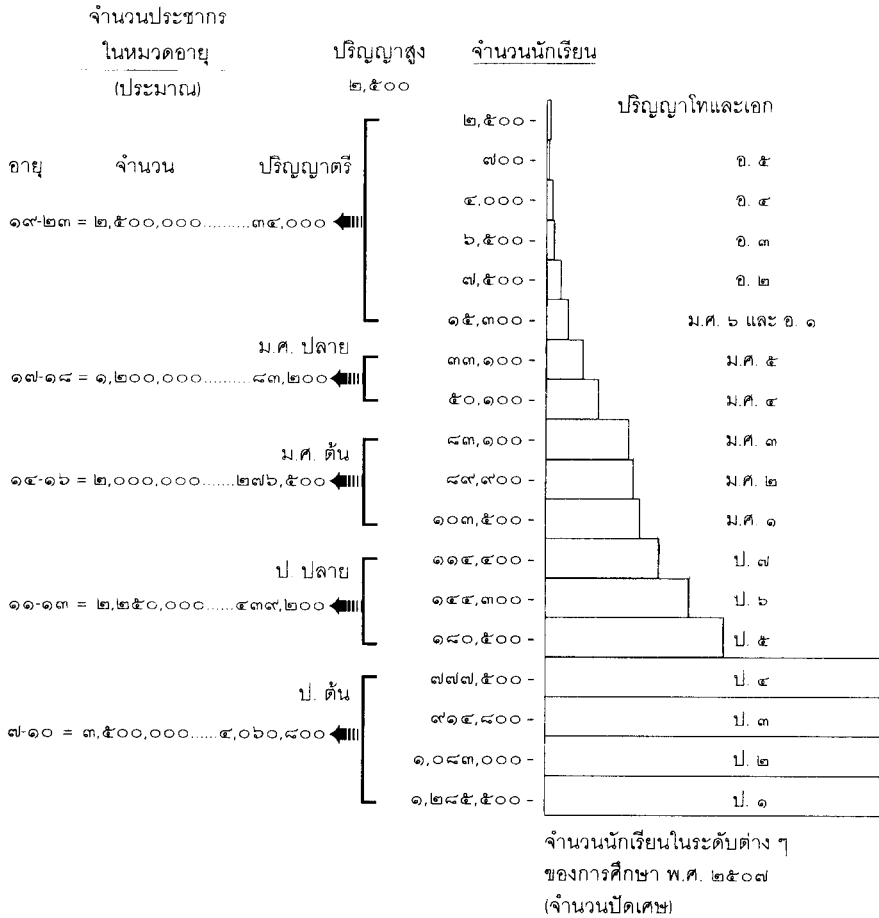 จำนวนประชากร
ในหมวดอายุ ปริญญาสูง จำนวนนักเรียน
(ประมาณ) ๒,๕๐๐
๒,๕๐๐- ปริญญาโทและเอก
อายุ จำนวน ปริญญาตรี ๗๐๐- อ. ๕
๔,๐๐๐- อ. ๔
๑๙-๒๓ = ๒,๕๐๐,๐๐๐.........๓๔,๐๐๐
๖,๕๐๐- อ. ๓
๗,๕๐๐- อ. ๒
๑๕,๓๐๐- ม.ศ. ๖ และ อ. ๑
ม.ศ. ปลาย
๓๓,๑๐๐- ม.ศ. ๕
๑๗-๑๘ = ๑,๒๐๐,๐๐๐.........๘๓,๒๐๐
๕๐,๑๐๐- ม.ศ. ๔
๘๓,๑๐๐- ม.ศ. ๓
ม.ศ. ต้น
๑๔-๑๖ = ๒,๐๐๐,๐๐๐.......๒๗๖,๕๐๐ ๘๙,๙๐๐- ม.ศ. ๒
๑๐๓,๕๐๐- ม.ศ. ๑
๑๑๔,๔๐๐- ป. ๗
ป. ปลาย
๑๑-๑๓ = ๒,๒๕๐,๐๐๐......๔๓๙,๒๐๐ ๑๔๔,๓๐๐- ป. ๖
๑๘๐,๕๐๐- ป. ๕
๗๗๗,๕๐๐- ป. ๔
ป. ต้น
๗-๑๐ = ๓,๕๐๐,๐๐๐.....๔,๐๖๐,๘๐๐ ๙๑๔,๘๐๐- ป. ๓
๑,๐๘๓,๐๐๐- ป. ๒
๑,๒๘๕,๕๐๐- ป. ๑
จำนวนนักเรียนในระดับต่าง ๆ
ของการศึกษา พ.ศ. ๒๕๐๗
(จำนวนปัดเศษ)